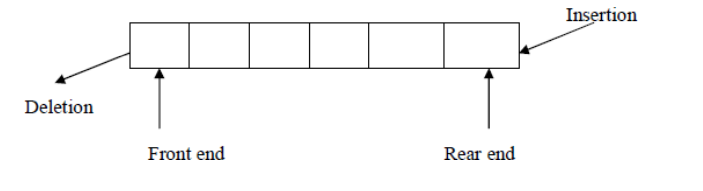 Insertion
Deletion
Front end
Rear end